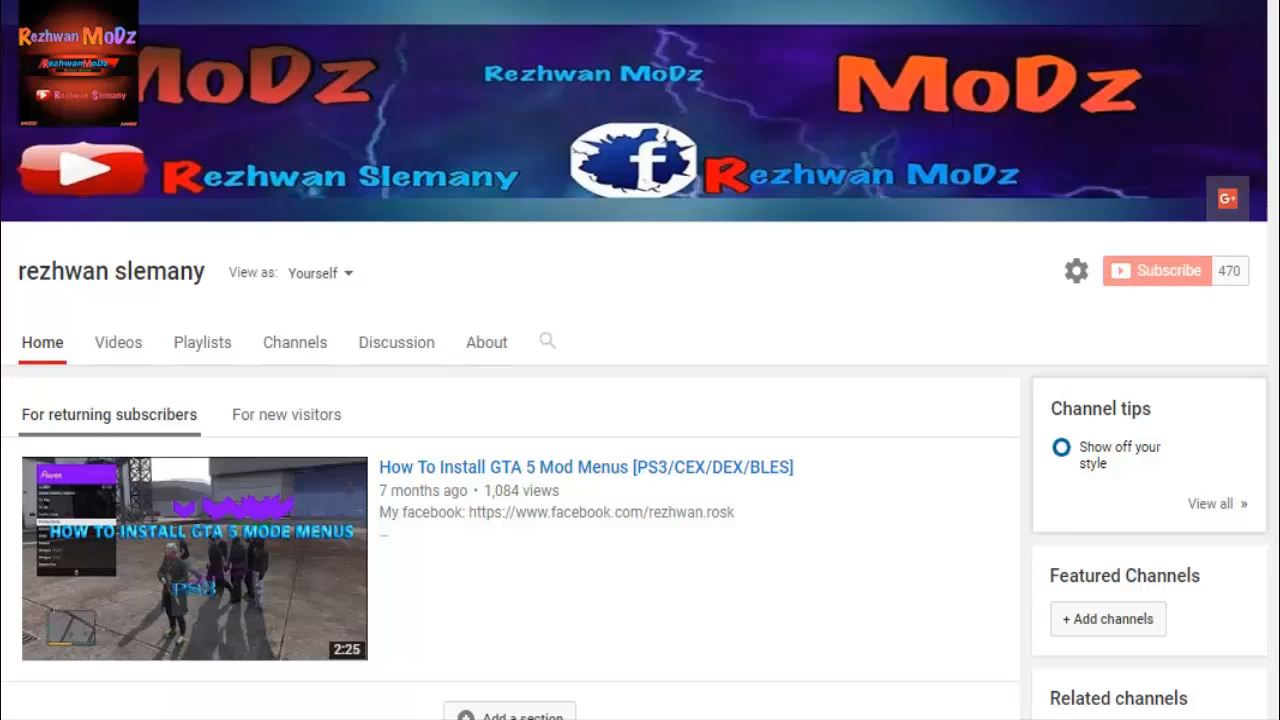 Rezhwan MoDz
RezhwanMoDz
Rezhwan Slemany
MoDz
Rezhwan MoDz
MoDz
Rezhwan Slemany
f Rezhwan MoDz
G+
rezhwan slemany
View as: Yourself
Subscribe 470
Home Videos Playlists Channels Discussion About
For returning subscribers For new visitors
How To Install GTA 5 Mod Menus [PS3/CEX/DEX/BLES]
7 months ago • 1,084 views
My facebook: https://www.facebook.com/rezhwan.rosk
...
HOW TO INSTALL GTA 5 MODE MENUS
PS3
2:25
Add a section
Channel tips
Show off your
style
View all »
Featured Channels
+ Add channels
Related channels